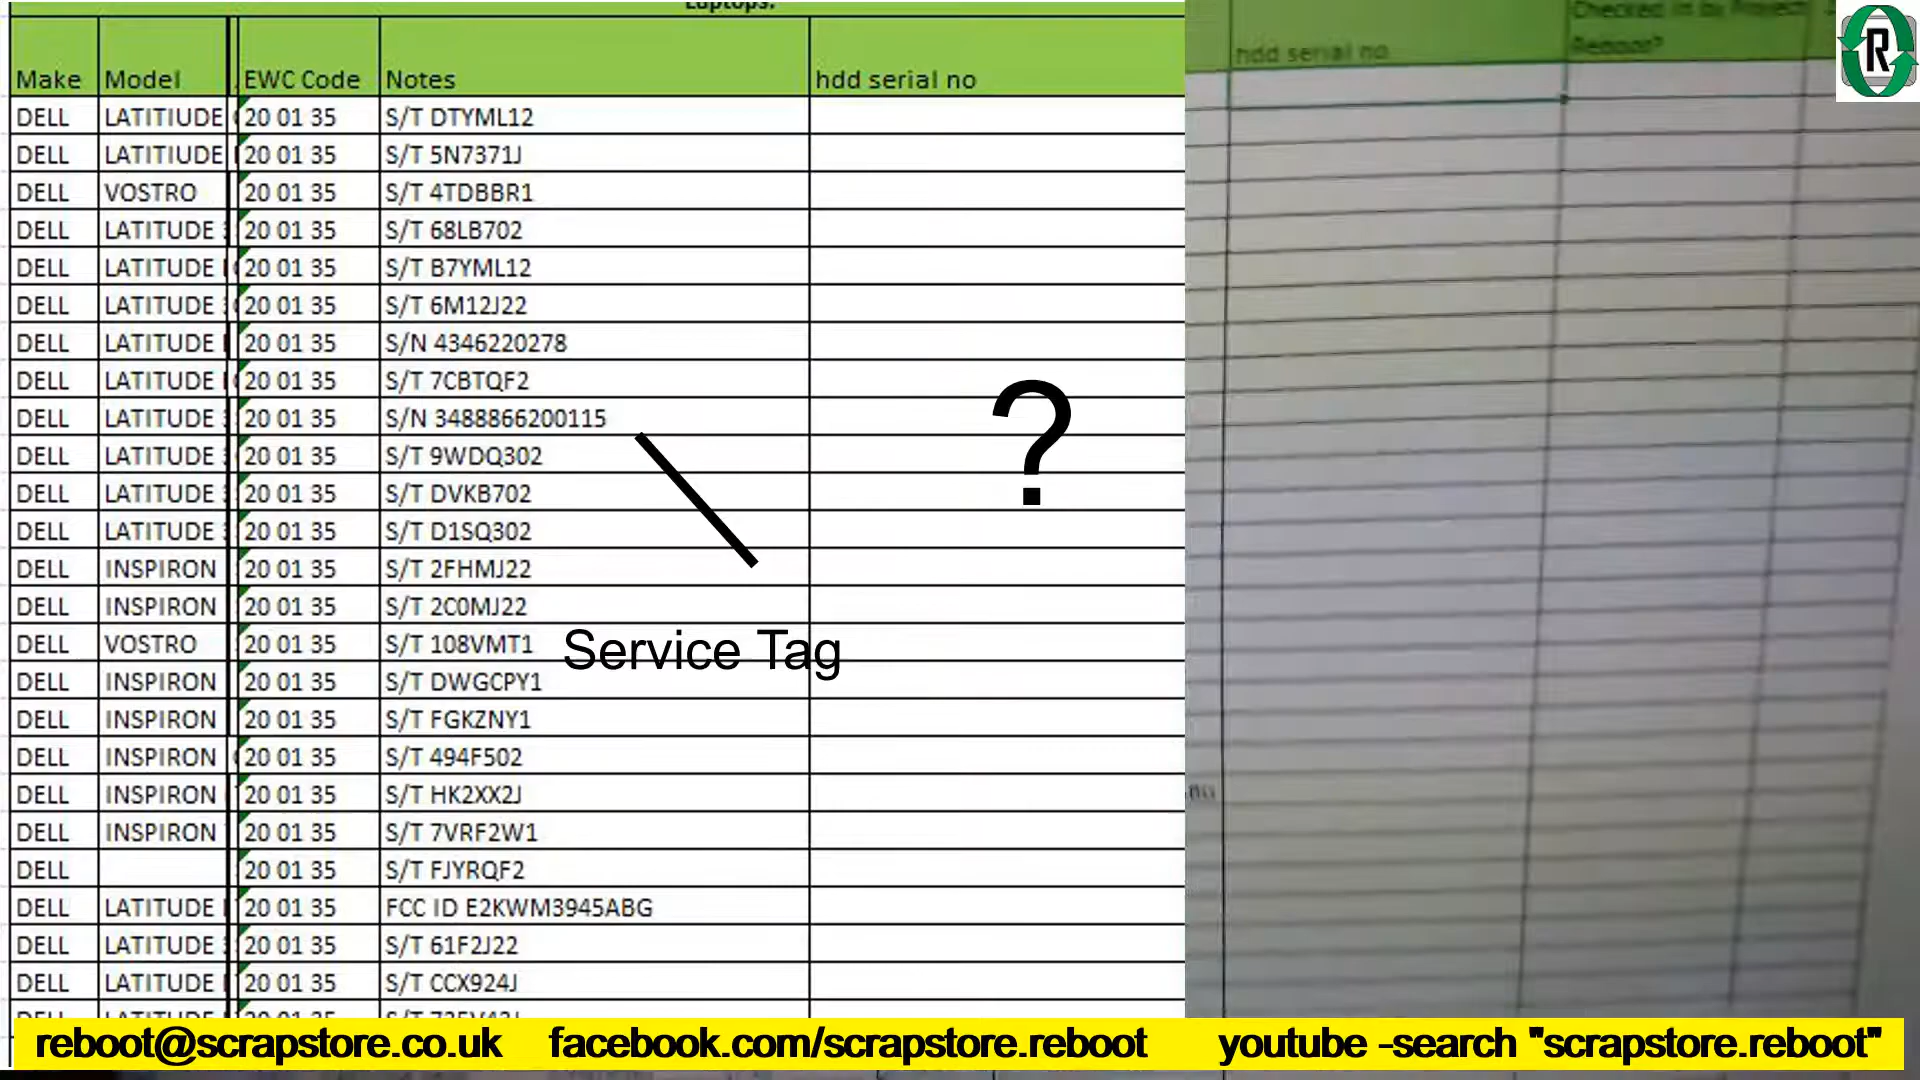 Laptops.
Make Model EWC Code Notes hdd serial no
DELL LATITIUDE 20 01 35 S/T DTYML12
DELL LATITIUDE 20 01 35 S/T 5N7371J
DELL VOSTRO 20 01 35 S/T 4TDBBR1
DELL LATITUDE 20 01 35 S/T 68LB702
DELL LATITUDE 20 01 35 S/T B7YML12
DELL LATITUDE 20 01 35 S/T 6M12J22
DELL LATITUDE 20 01 35 S/N 4346220278
DELL LATITUDE 20 01 35 S/T 7CBTQF2
DELL LATITUDE 20 01 35 S/N 3488866200115
DELL LATITUDE 20 01 35 S/T 9WDQ302
DELL LATITUDE 20 01 35 S/T DVKB702
DELL LATITUDE 20 01 35 S/T D1SQ302
DELL INSPIRON 20 01 35 S/T 2FHMJ22
DELL INSPIRON 20 01 35 S/T 2C0MJ22
DELL VOSTRO 20 01 35 S/T 108VMT1
DELL INSPIRON 20 01 35 S/T DWGCPY1
DELL INSPIRON 20 01 35 S/T FGKZNY1
DELL INSPIRON 20 01 35 S/T 494F502
DELL INSPIRON 20 01 35 S/T HK2XX2J
DELL INSPIRON 20 01 35 S/T 7VRF2W1
DELL 20 01 35 S/T FJYRQF2
DELL LATITUDE 20 01 35 FCC ID E2KWM3945ABG
DELL LATITUDE 20 01 35 S/T 61F2J22
DELL LATITUDE 20 01 35 S/T CCX924J
?
Service Tag
hdd serial no
Checked in by Project
Reboot?
R
reboot@scrapstore.co.uk facebook.com/scrapstore.reboot youtube -search "scrapstore.reboot"